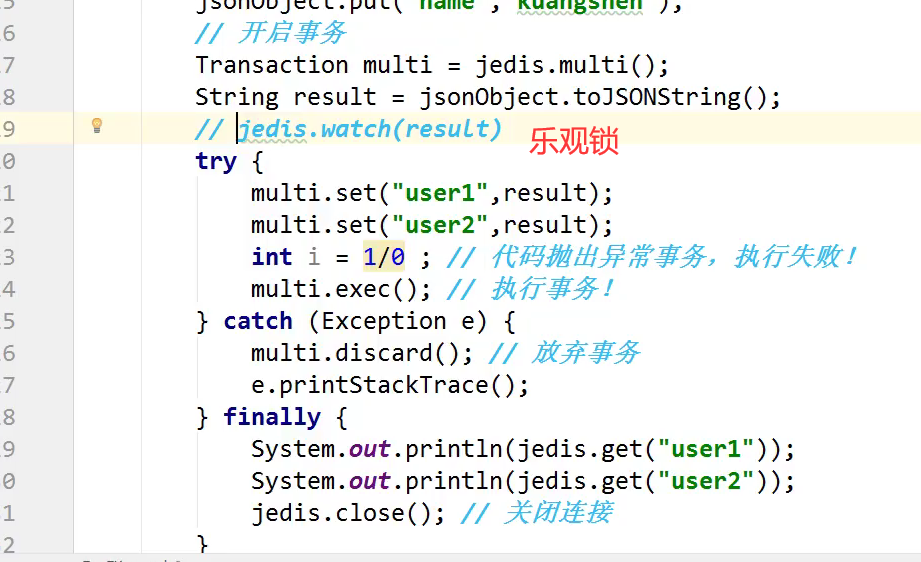 jsonObject.put("name", "kuangshen");
6 // 开启事务
7 Transaction multi = jedis.multi();
8 String result = jsonObject.toJSONString();
9 // jedis.watch(result) 乐观锁
0 try {
1 multi.set("user1",result);
2 multi.set("user2",result);
3 int i = 1/0 ; // 代码抛出异常事务，执行失败！
4 multi.exec(); // 执行事务！
5 } catch (Exception e) {
6 multi.discard(); // 放弃事务
7 e.printStackTrace();
8 } finally {
9 System.out.println(jedis.get("user1"));
0 System.out.println(jedis.get("user2"));
1 jedis.close(); // 关闭连接
2 }